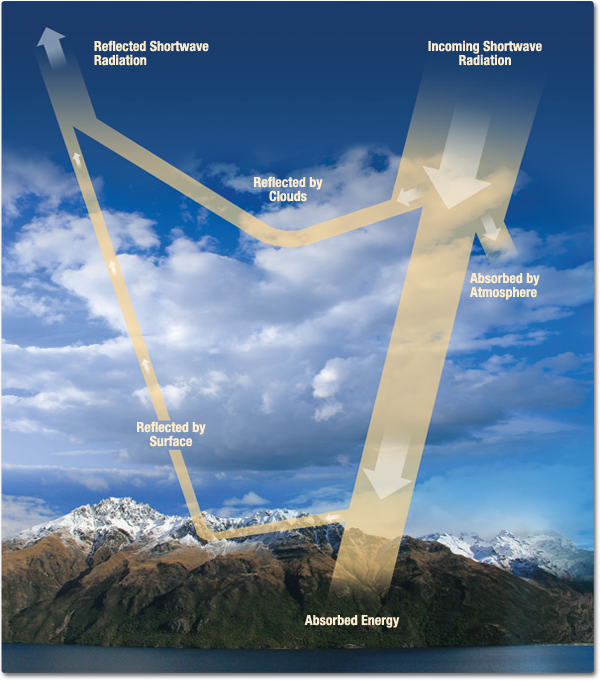 Reflected Shortwave
Radiation
Incoming Shortwave
Radiation
Reflected by
Clouds
Absorbed by
Atmosphere
Reflected by
Surface
Absorbed Energy